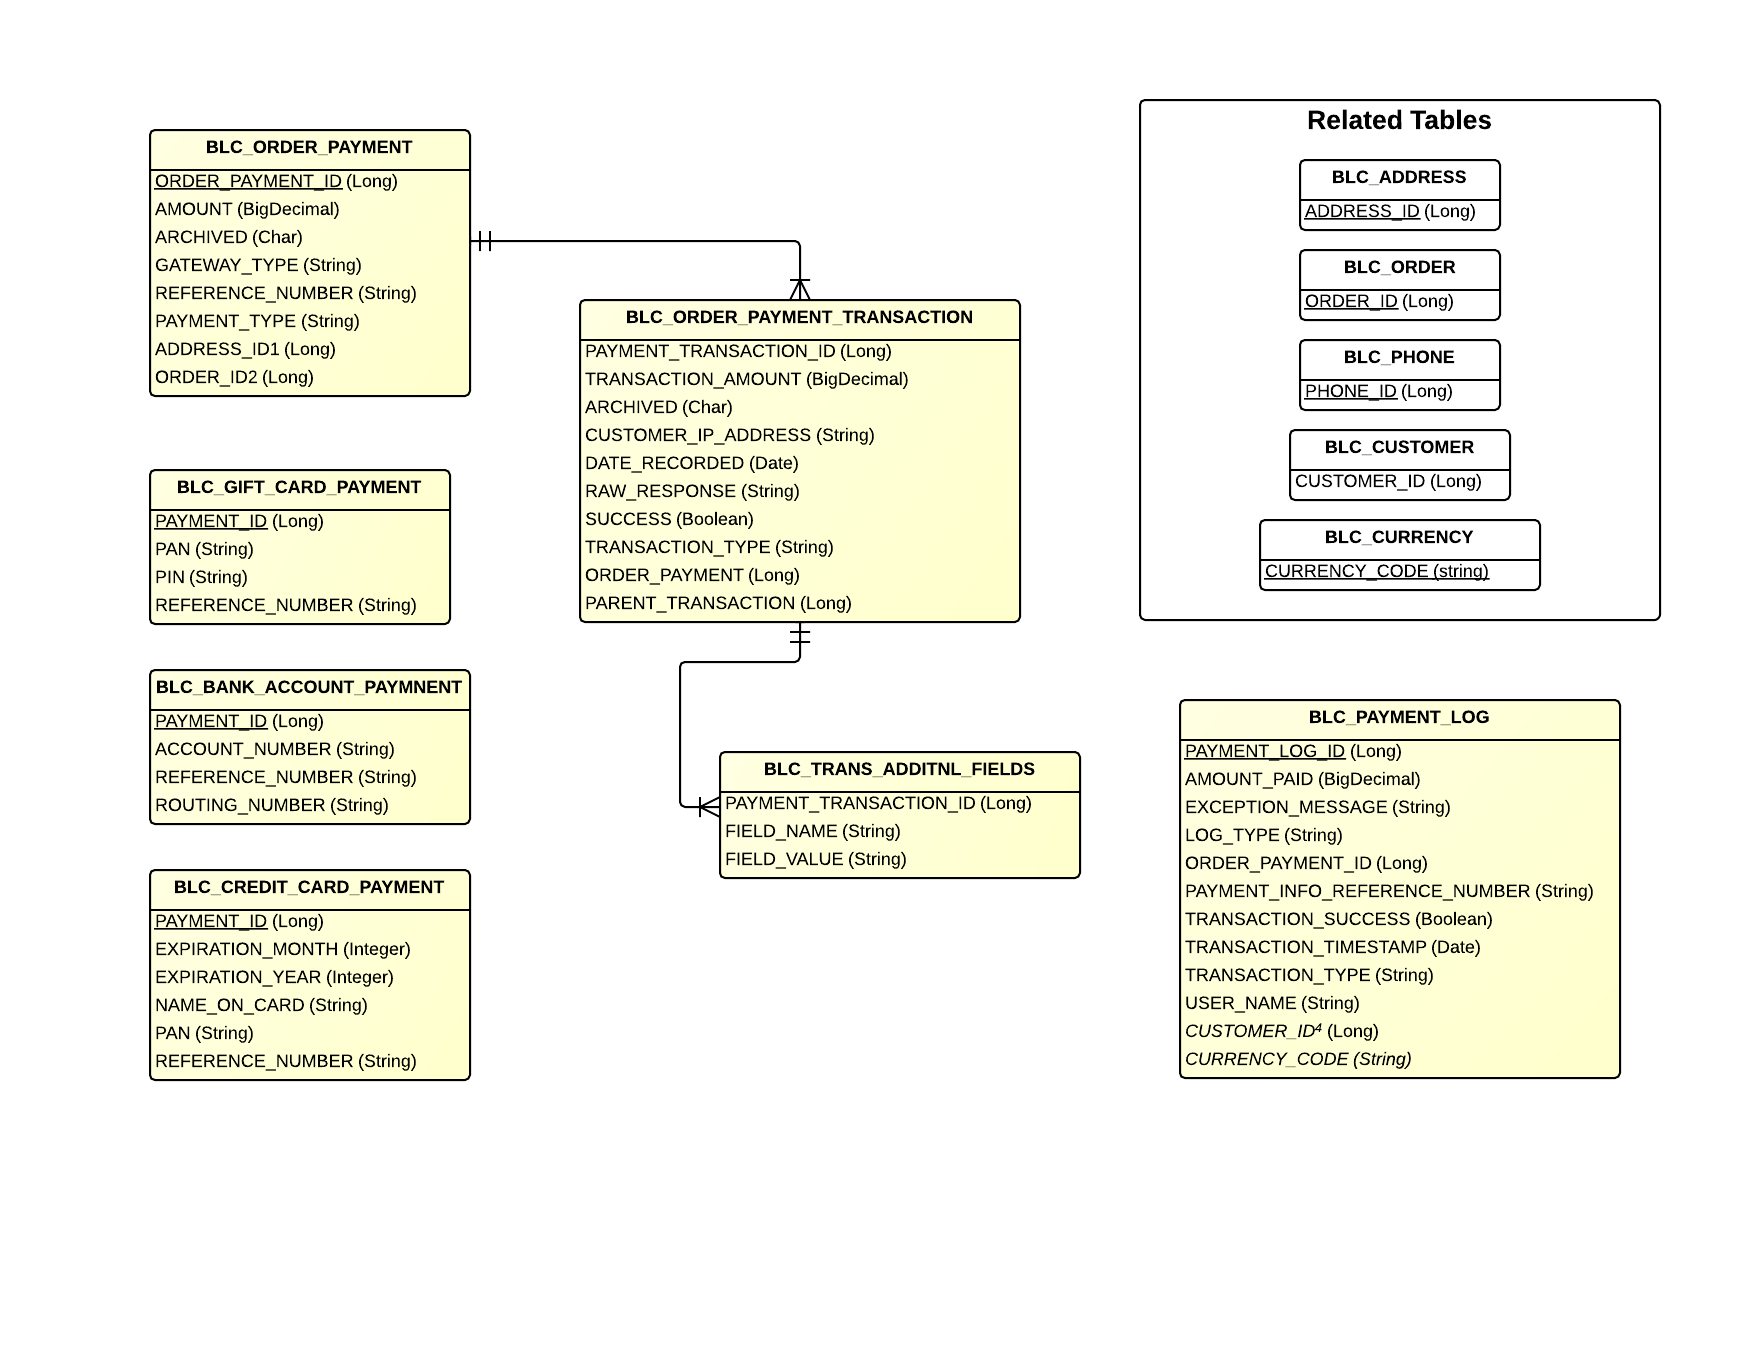 BLC_ORDER_PAYMENT
ORDER_PAYMENT_ID (Long)
AMOUNT (BigDecimal)
ARCHIVED (Char)
GATEWAY_TYPE (String)
REFERENCE_NUMBER (String)
PAYMENT_TYPE (String)
ADDRESS_ID1 (Long)
ORDER_ID2 (Long)
BLC_GIFT_CARD_PAYMENT
PAYMENT_ID (Long)
PAN (String)
PIN (String)
REFERENCE_NUMBER (String)
BLC_BANK_ACCOUNT_PAYMNENT
PAYMENT_ID (Long)
ACCOUNT_NUMBER (String)
REFERENCE_NUMBER (String)
ROUTING_NUMBER (String)
BLC_CREDIT_CARD_PAYMENT
PAYMENT_ID (Long)
EXPIRATION_MONTH (Integer)
EXPIRATION_YEAR (Integer)
NAME_ON_CARD (String)
PAN (String)
REFERENCE_NUMBER (String)
BLC_ORDER_PAYMENT_TRANSACTION
PAYMENT_TRANSACTION_ID (Long)
TRANSACTION_AMOUNT (BigDecimal)
ARCHIVED (Char)
CUSTOMER_IP_ADDRESS (String)
DATE_RECORDED (Date)
RAW_RESPONSE (String)
SUCCESS (Boolean)
TRANSACTION_TYPE (String)
ORDER_PAYMENT (Long)
PARENT_TRANSACTION (Long)
BLC_TRANS_ADDITNL_FIELDS
PAYMENT_TRANSACTION_ID (Long)
FIELD_NAME (String)
FIELD_VALUE (String)
Related Tables
BLC_ADDRESS
ADDRESS_ID (Long)
BLC_ORDER
ORDER_ID (Long)
BLC_PHONE
PHONE_ID (Long)
BLC_CUSTOMER
CUSTOMER_ID (Long)
BLC_CURRENCY
CURRENCY_CODE (string)
BLC_PAYMENT_LOG
PAYMENT_LOG_ID (Long)
AMOUNT_PAID (BigDecimal)
EXCEPTION_MESSAGE (String)
LOG_TYPE (String)
ORDER_PAYMENT_ID (Long)
PAYMENT_INFO_REFERENCE_NUMBER (String)
TRANSACTION_SUCCESS (Boolean)
TRANSACTION_TIMESTAMP (Date)
TRANSACTION_TYPE (String)
USER_NAME (String)
CUSTOMER_ID⁴ (Long)
CURRENCY_CODE (String)